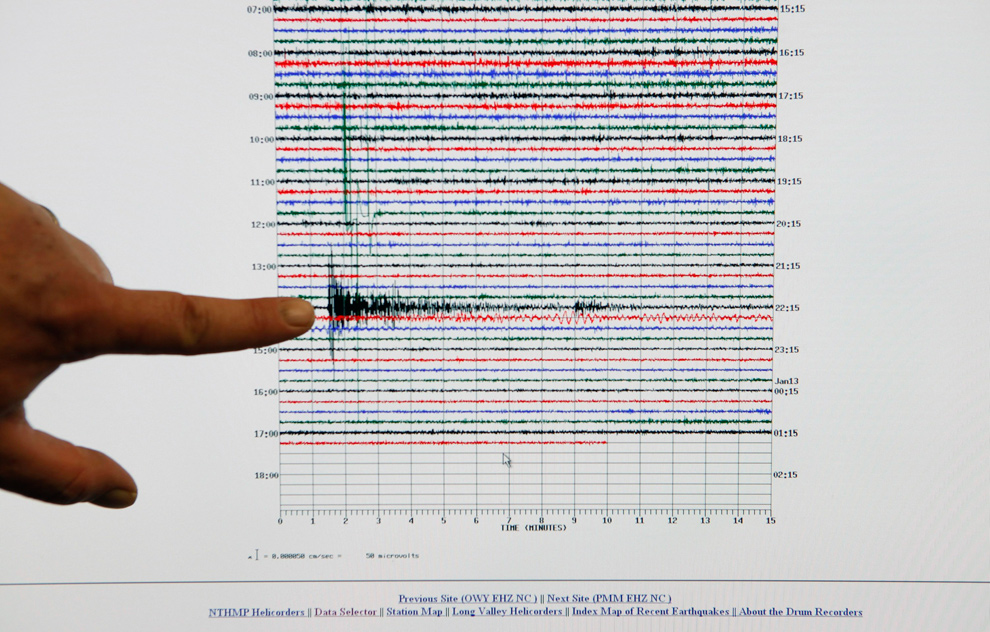 07:00 15:15
08:00 16:15
09:00 17:15
10:00 18:15
11:00 19:15
12:00 20:15
13:00 21:15
22:15
15:00 23:15
Jan13
16:00 00:15
17:00 01:15
18:00 02:15
0 1 2 3 4 5 6 7 8 9 10 11 12 13 14 15
TIME (MINUTES)
= 0.000050 cm/sec = 50 microvolts
Previous Site (OWY EHZ NC ) || Next Site (PMM EHZ NC )
NTHMP Helicorders || Data Selector || Station Map || Long Valley Helicorders || Index Map of Recent Earthquakes || About the Drum Recorders